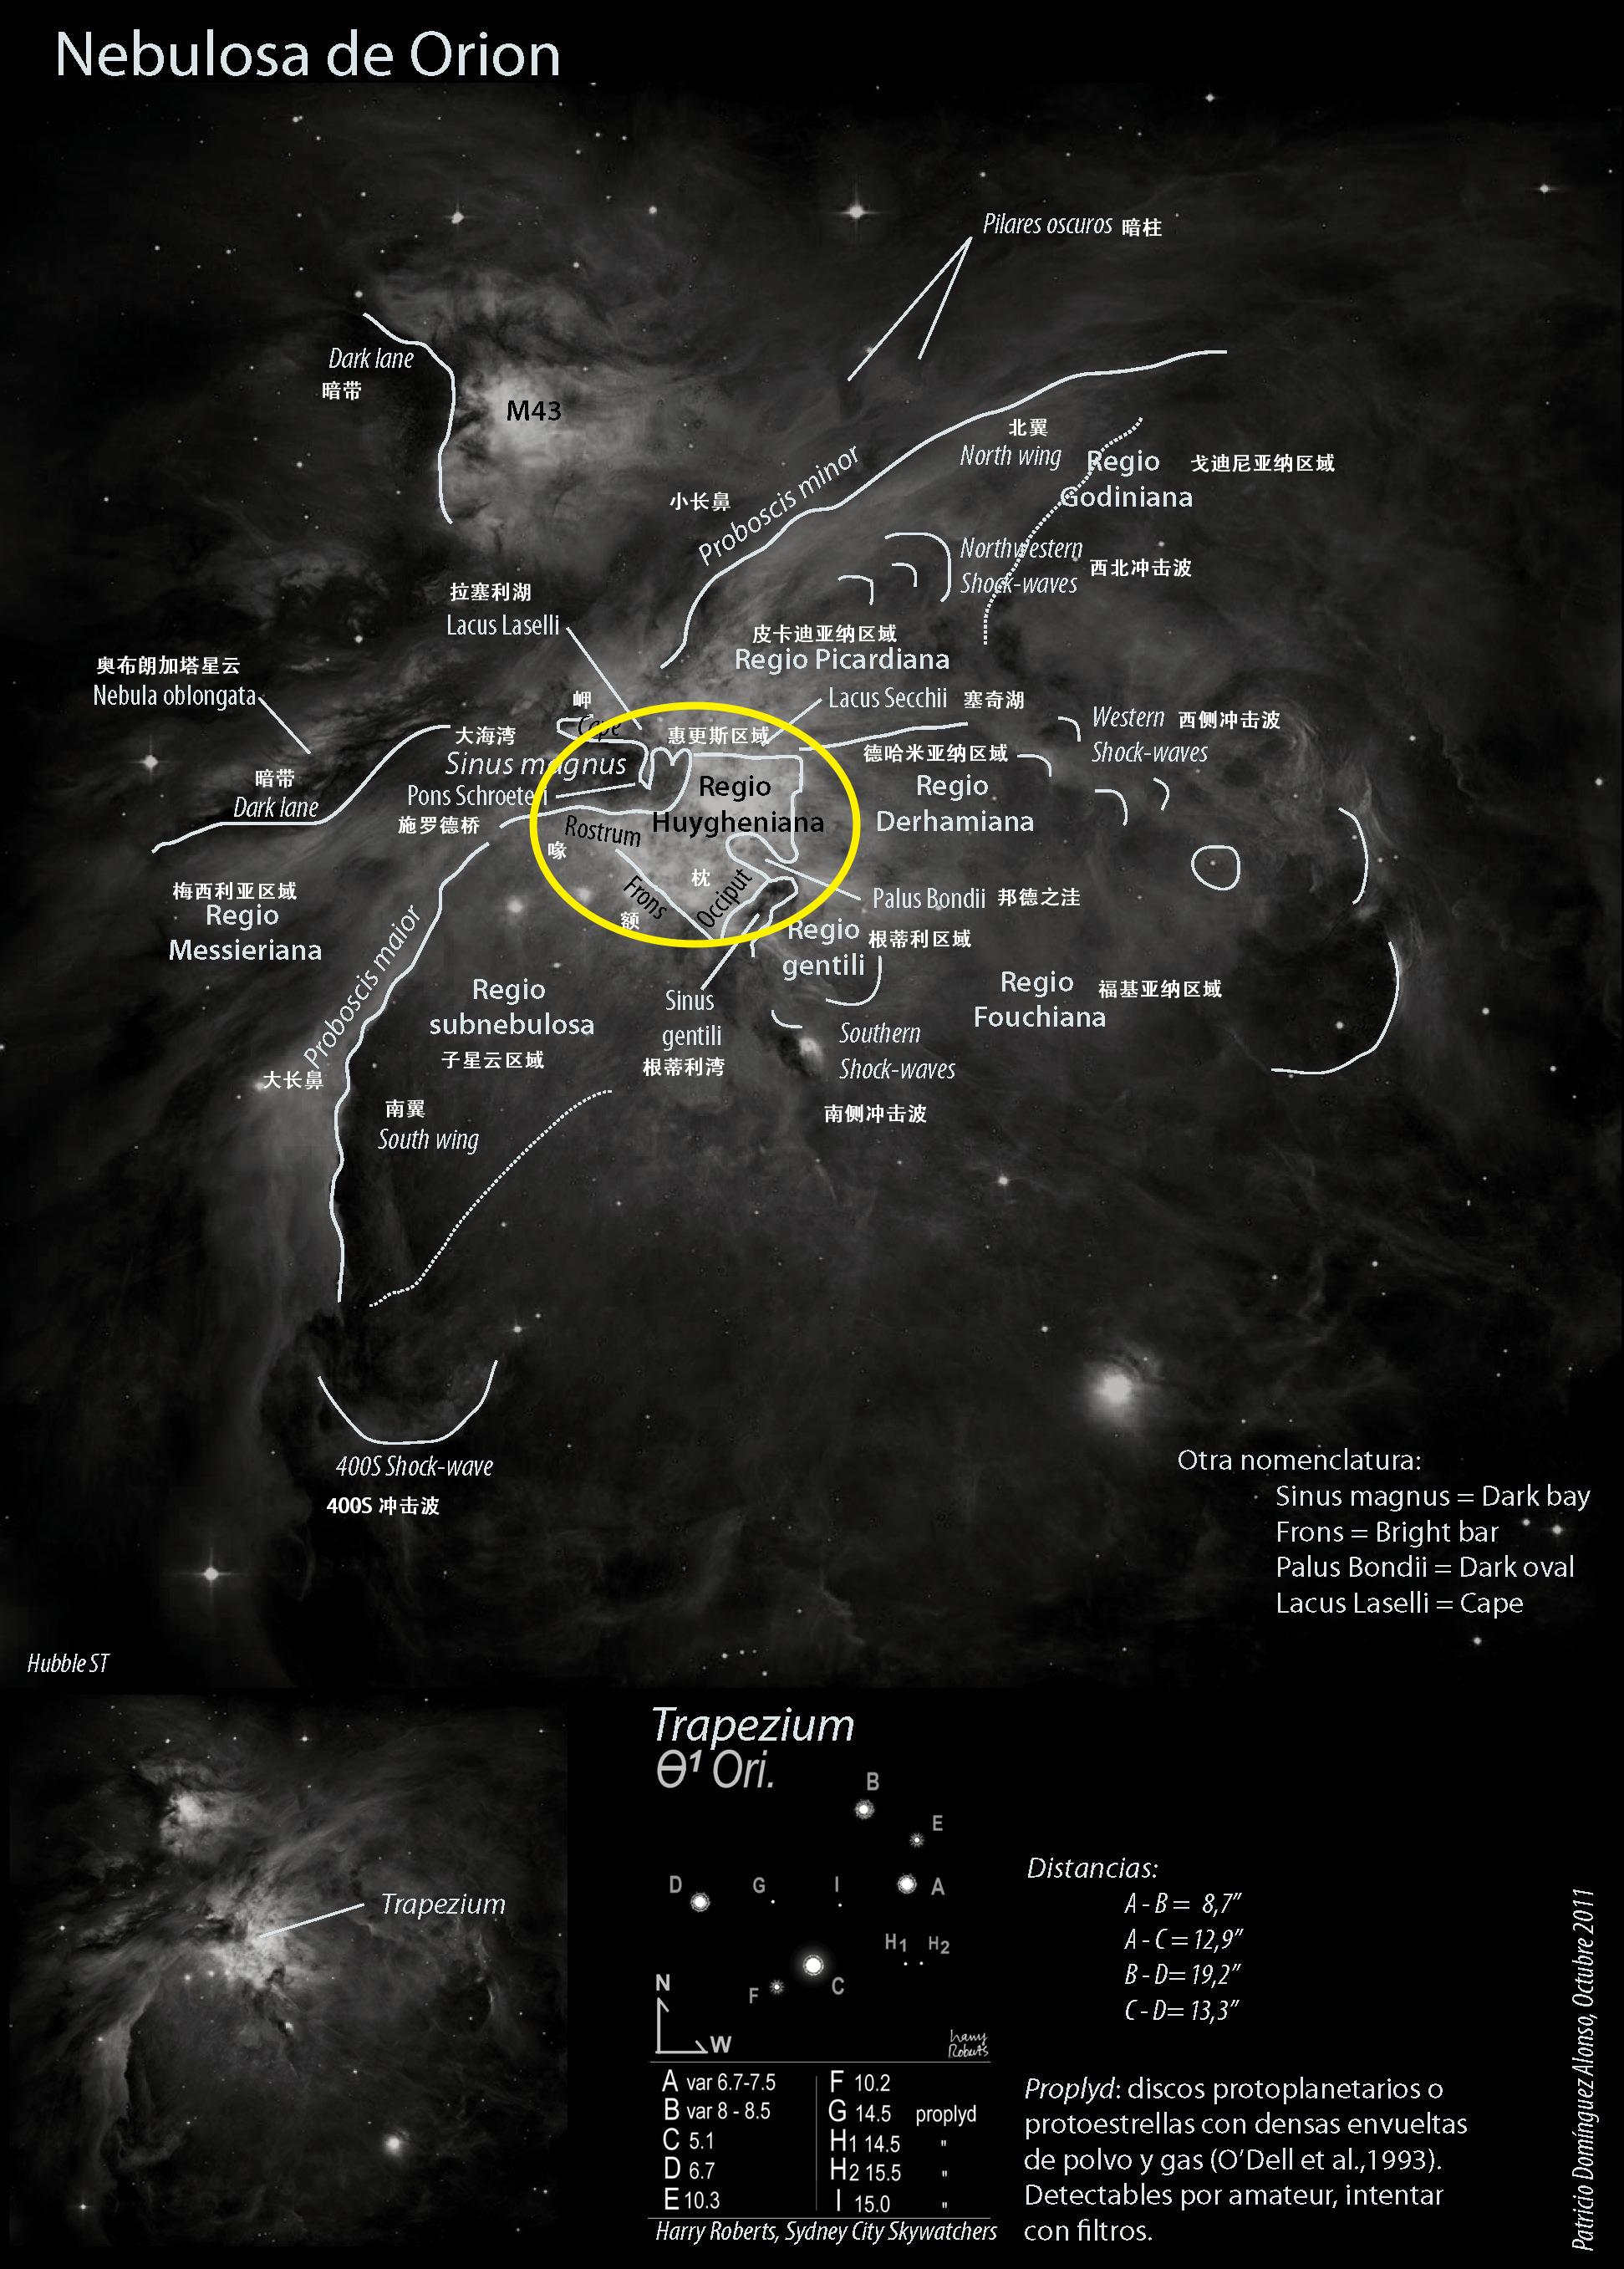 Nebulosa de Orion
Pilares oscuros 暗柱
Dark lane
暗带
M43
北翼
North wing
Regio
Godiniana
戈迪尼亚纳区域
小长鼻
Proboscis minor
Northwestern
Shock-waves
西北冲击波
拉塞利湖
Lacus Laselli
皮卡迪亚纳区域
Regio Picardiana
奥布朗加塔星云
Nebula oblongata
岬
Cape
Lacus Secchii 塞奇湖
Western
Shock-waves
西侧冲击波
大海湾
Sinus magnus
惠更斯区域
德哈米亚纳区域
暗带
Dark lane
Pons Schroeteri
施罗德桥
Regio
Huygheniana
Regio
Derhamiana
Rostrum
喙
枕
Occiput
Frons
额
Palus Bondii 邦德之洼
梅西利亚区域
Regio
Messieriana
Regio
gentili
根蒂利区域
Proboscis maior
大长鼻
Regio
subnebulosa
子星云区域
Sinus
gentili
根蒂利湾
Regio
Fouchiana
福基亚纳区域
Southern
Shock-waves
南侧冲击波
南翼
South wing
400S Shock-wave
400S 冲击波
Otra nomenclatura:
Sinus magnus = Dark bay
Frons = Bright bar
Palus Bondii = Dark oval
Lacus Laselli = Cape
Hubble ST
Trapezium
Trapezium
θ¹ Ori.
B
E
D
G
I
A
H1 H2
F
C
N
W
Harry
Roberts
A var 6.7-7.5
B var 8 - 8.5
C 5.1
D 6.7
E 10.3
F 10.2
G 14.5 proplyd
H1 14.5 "
H2 15.5 "
I 15.0 "
Harry Roberts, Sydney City Skywatchers
Distancias:
A - B = 8,7”
A - C = 12,9”
B - D= 19,2”
C - D= 13,3”
Proplyd: discos protoplanetarios o
protoestrellas con densas envueltas
de polvo y gas (O’Dell et al.,1993).
Detectables por amateur, intentar
con filtros.
Patricio Domínguez Alonso, Octubre 2011